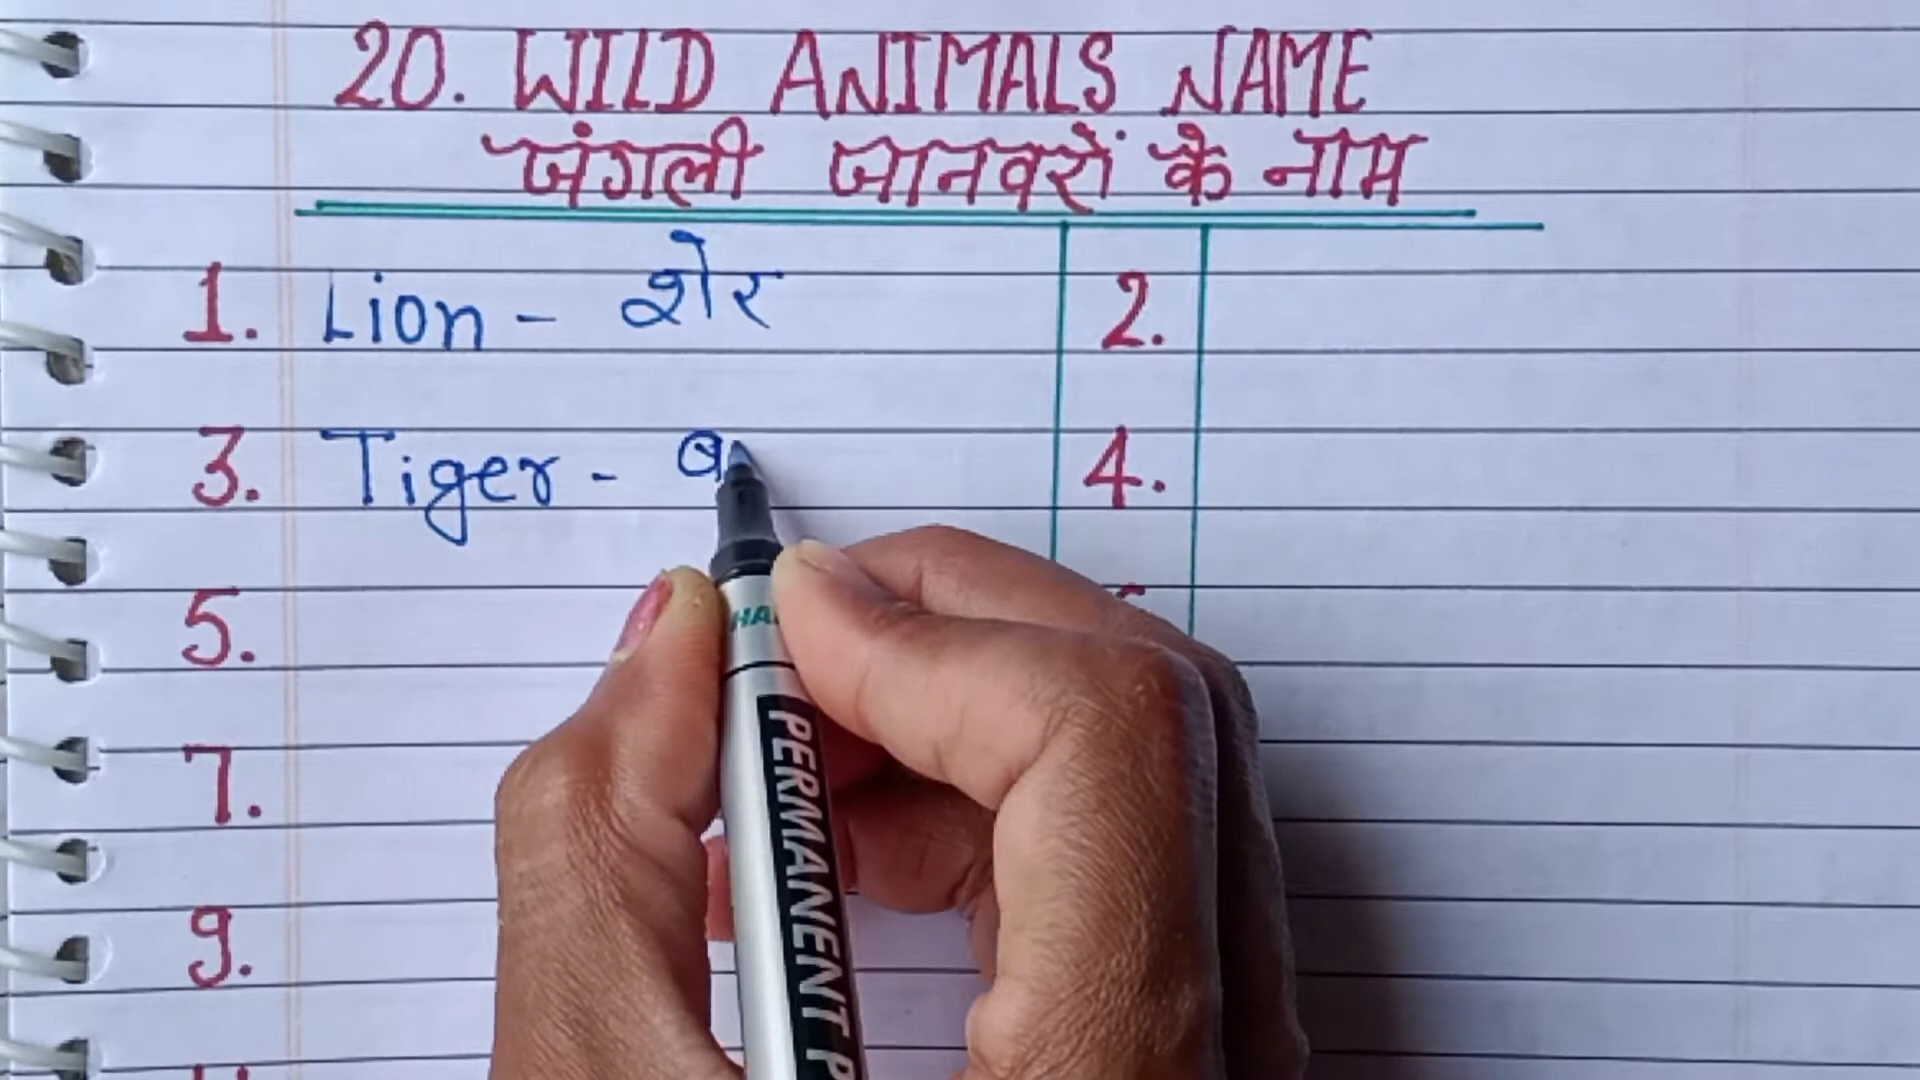 20. WILD ANIMALS NAME
जंगली जानवरों के नाम
1. Lion - शेर 2.
3. Tiger - ब
4.
5.
7.
9.
PERMANENT P